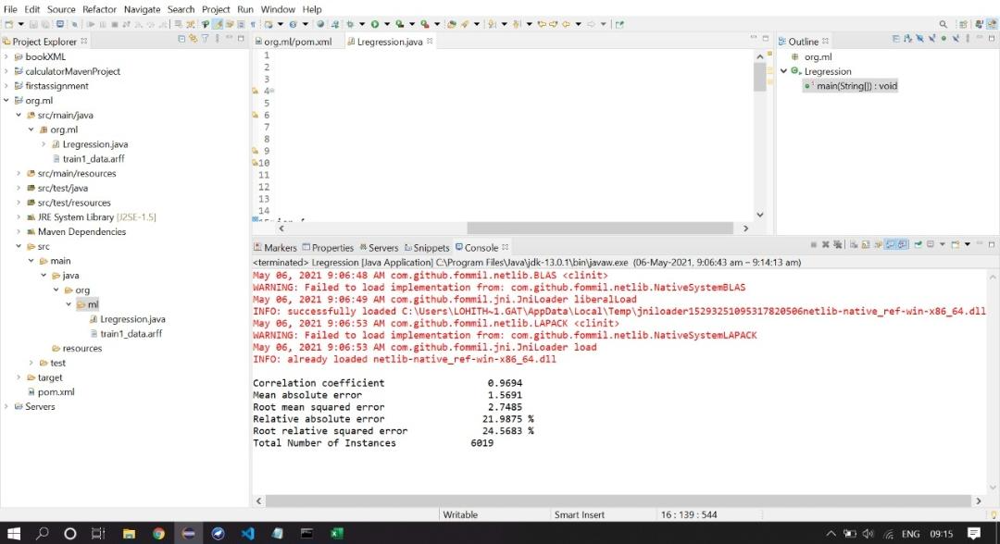 File Edit Source Refactor Navigate Search Project Run Window Help
Project Explorer
bookXML
calculatorMavenProject
firstassignment
org.ml
src/main/java
org.ml
Lregression.java
train1_data.arff
src/main/resources
src/test/java
src/test/resources
JRE System Library [J2SE-1.5]
Maven Dependencies
src
main
java
org
ml
Lregression.java
train1_data.arff
resources
test
target
pom.xml
Servers
org.ml/pom.xml Lregression.java
1
2
3
4
5
6
7
8
9
10
11
12
13
14
Outline
org.ml
Lregression
main(String[]) : void
Markers Properties Servers Snippets Console
<terminated> Lregression [Java Application] C:\Program Files\Java\jdk-13.0.1\bin\javaw.exe (06-May-2021, 9:06:43 am – 9:14:13 am)
May 06, 2021 9:06:48 AM com.github.fommil.netlib.BLAS <clinit>
WARNING: Failed to load implementation from: com.github.fommil.netlib.NativeSystemBLAS
May 06, 2021 9:06:49 AM com.github.fommil.jni.JniLoader liberalLoad
INFO: successfully loaded C:\Users\LOHITH~1.GAT\AppData\Local\Temp\jniloader15293251095317820506netlib-native_ref-win-x86_64.dll
May 06, 2021 9:06:53 AM com.github.fommil.netlib.LAPACK <clinit>
WARNING: Failed to load implementation from: com.github.fommil.netlib.NativeSystemLAPACK
May 06, 2021 9:06:53 AM com.github.fommil.jni.JniLoader load
INFO: already loaded netlib-native_ref-win-x86_64.dll
Correlation coefficient 0.9694
Mean absolute error 1.5691
Root mean squared error 2.7485
Relative absolute error 21.9875 %
Root relative squared error 24.5683 %
Total Number of Instances 6019
Writable Smart Insert 16 : 139 : 544
ENG 09:15